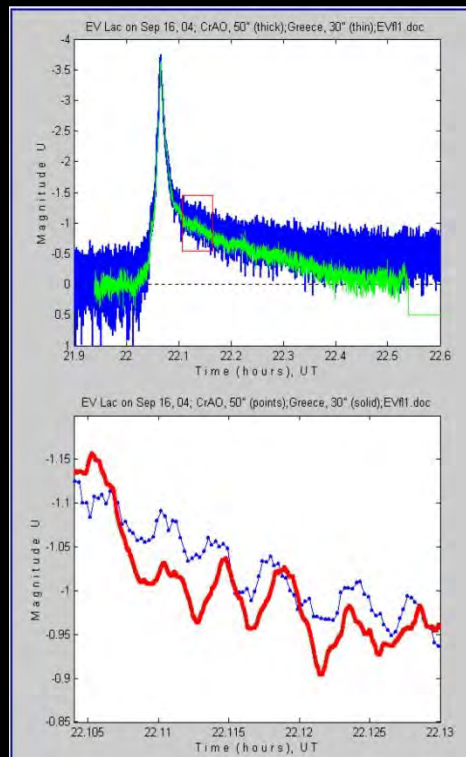 EV Lac on Sep 16, 04; CrAO, 50" (thick);Greece, 30" (thin);EVfl1.doc
-4
-3.5
-3
-2.5
-2
-1.5
-1
-0.5
0
0.5
1
Magnitude U
21.9 22 22.1 22.2 22.3 22.4 22.5 22.6
Time (hours), UT
EV Lac on Sep 16, 04; CrAO, 50" (points);Greece, 30" (solid);EVfl1.doc
-1.15
-1.1
-1.05
-1
-0.95
-0.9
-0.85
Magnitude U
22.105 22.11 22.115 22.12 22.125 22.13
Time (hours), UT